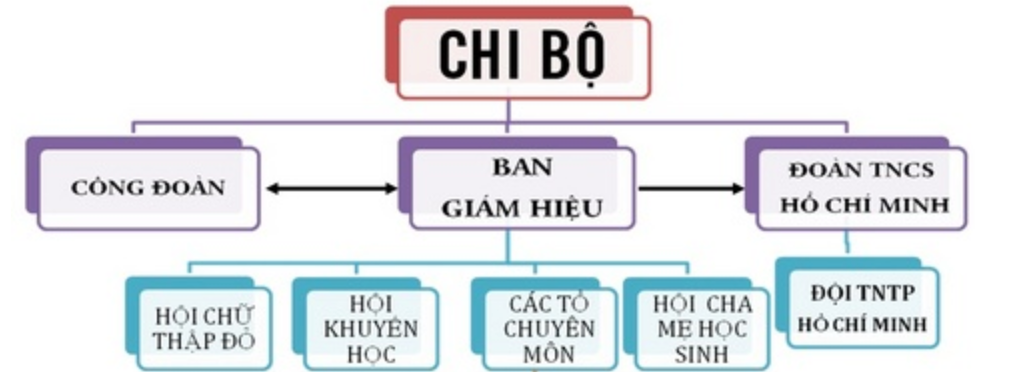 CHI BỘ
CÔNG ĐOÀN
BAN
GIÁM HIỆU
ĐOÀN TNCS
HỒ CHÍ MINH
HỘI CHỮ
THẬP ĐỎ
HỘI
KHUYẾN
HỌC
CÁC TỔ
CHUYÊN
MÔN
HỘI CHA
MẸ HỌC
SINH
ĐỘI TNTP
HỒ CHÍ MINH